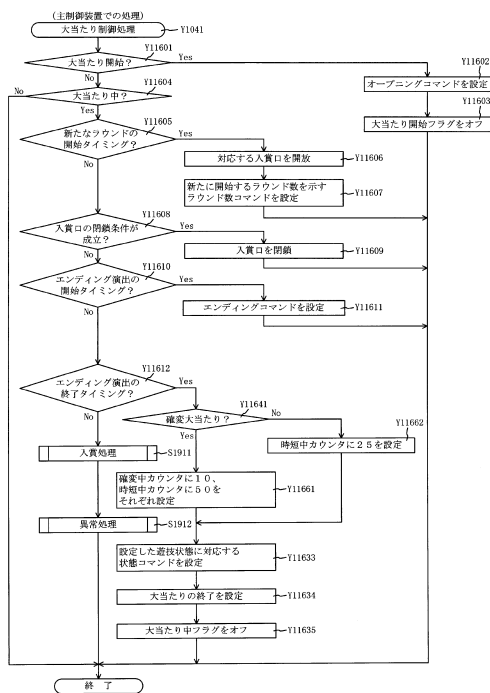 (主制御装置での処理)
大当たり制御処理
Y1041
Y11601
大当たり開始?
Yes
No
Y11602
オープニングコマンドを設定
Y11603
大当たり開始フラグをオフ
Y11604
大当たり中?
No
Yes
Y11605
新たなラウンドの
開始タイミング?
Yes
No
対応する入賞口を開放
Y11606
新たに開始するラウンド数を示す
ラウンド数コマンドを設定
Y11607
Y11608
入賞口の閉鎖条件が
成立?
Yes
No
入賞口を閉鎖
Y11609
Y11610
エンディング演出の
開始タイミング?
Yes
No
エンディングコマンドを設定
Y11611
Y11612
エンディング演出の
終了タイミング?
Yes
No
Y11641
確変大当たり?
No
Yes
Y11662
時短中カウンタに25を設定
入賞処理
S1911
確変中カウンタに10、
時短中カウンタに50を
それぞれ設定
Y11661
異常処理
S1912
設定した遊技状態に対応する
状態コマンドを設定
Y11633
大当たりの終了を設定
Y11634
大当たり中フラグをオフ
Y11635
終 了